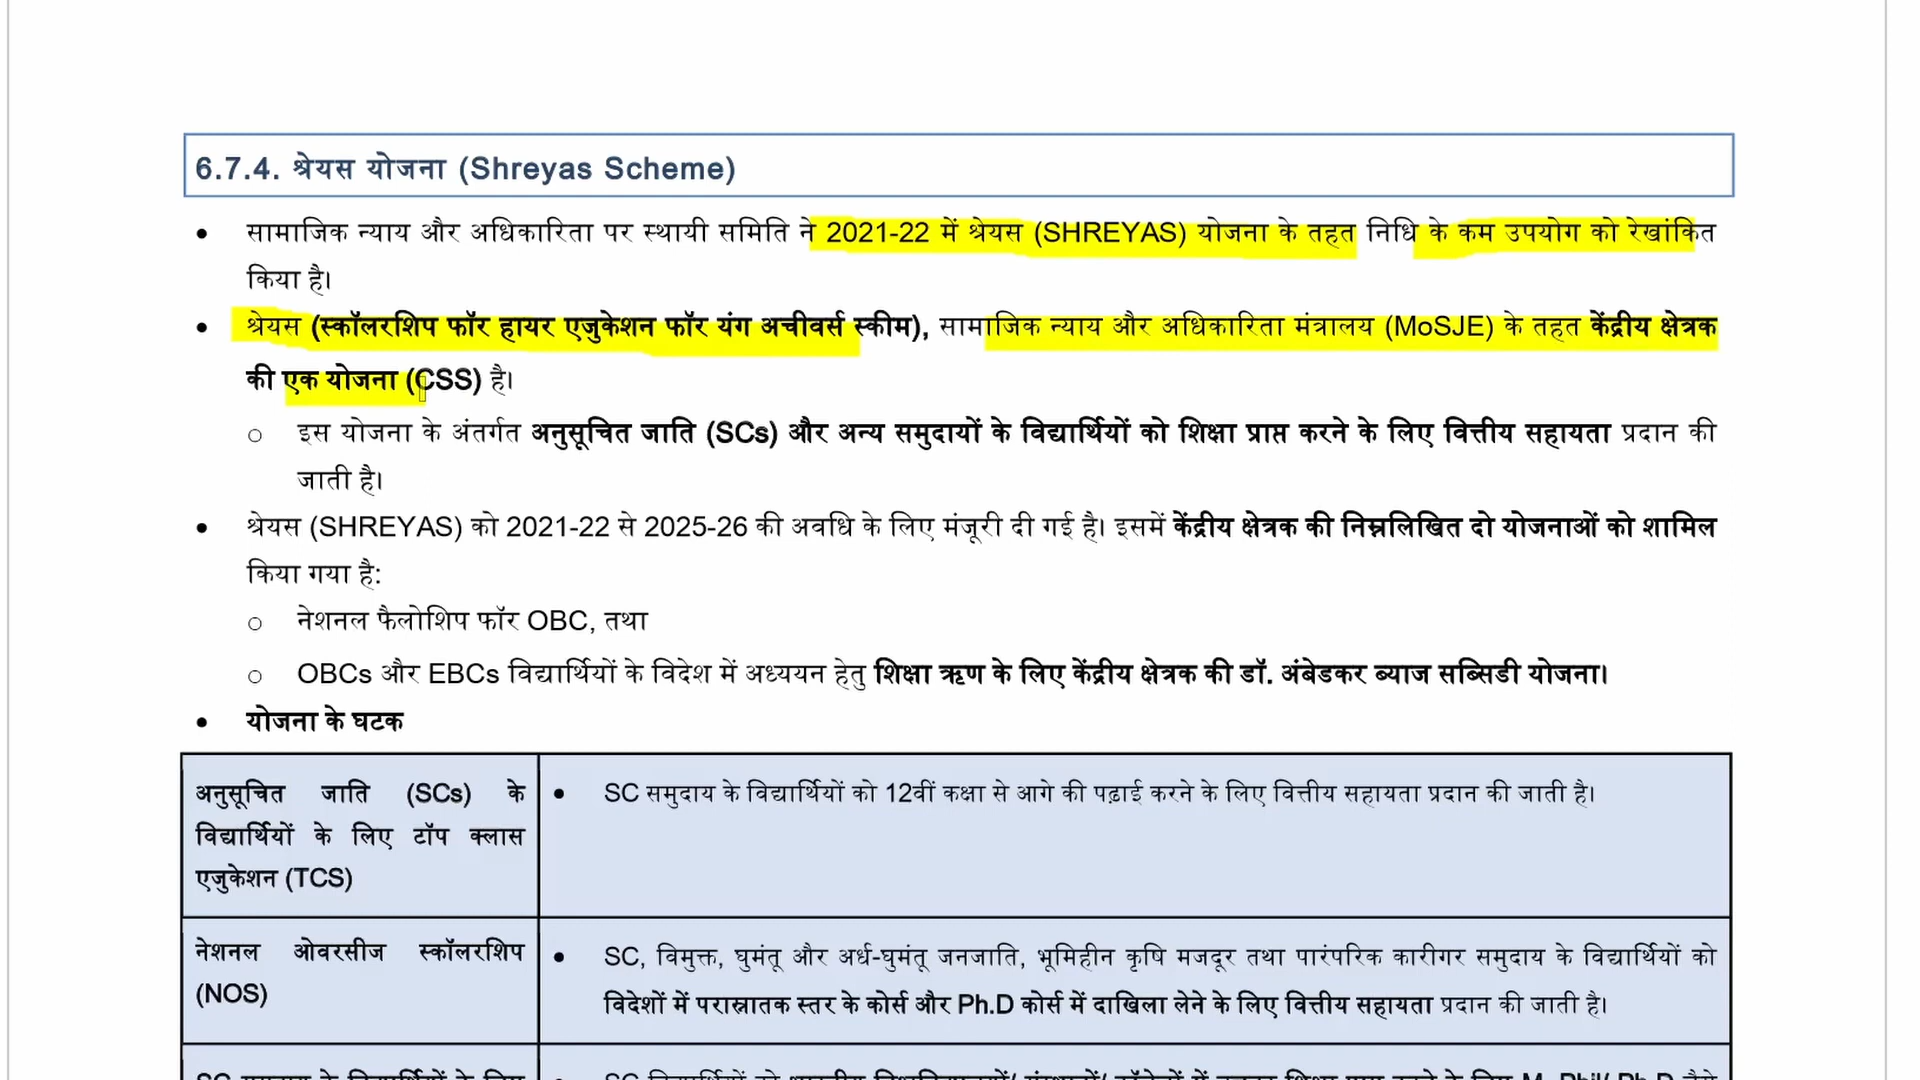 6.7.4. श्रेयस योजना (Shreyas Scheme)
• सामाजिक न्याय और अधिकारिता पर स्थायी समिति ने 2021-22 में श्रेयस (SHREYAS) योजना के तहत निधि के कम उपयोग को रेखांकित
किया है।
• श्रेयस (स्कॉलरशिप फॉर हायर एजुकेशन फॉर यंग अचीवर्स स्कीम), सामाजिक न्याय और अधिकारिता मंत्रालय (MoSJE) के तहत केंद्रीय क्षेत्रक
की एक योजना (CSS) है।
○ इस योजना के अंतर्गत अनुसूचित जाति (SCs) और अन्य समुदायों के विद्यार्थियों को शिक्षा प्राप्त करने के लिए वित्तीय सहायता प्रदान की
जाती है।
• श्रेयस (SHREYAS) को 2021-22 से 2025-26 की अवधि के लिए मंजूरी दी गई है। इसमें केंद्रीय क्षेत्रक की निम्नलिखित दो योजनाओं को शामिल
किया गया है:
○ नेशनल फैलोशिप फॉर OBC, तथा
○ OBCs और EBCs विद्यार्थियों के विदेश में अध्ययन हेतु शिक्षा ऋण के लिए केंद्रीय क्षेत्रक की डॉ. अंबेडकर ब्याज सब्सिडी योजना।
• योजना के घटक
अनुसूचित जाति (SCs) के
विद्यार्थियों के लिए टॉप क्लास
एजुकेशन (TCS)
• SC समुदाय के विद्यार्थियों को 12वीं कक्षा से आगे की पढ़ाई करने के लिए वित्तीय सहायता प्रदान की जाती है।
नेशनल ओवरसीज स्कॉलरशिप
(NOS)
• SC, विमुक्त, घुमंतू और अर्ध-घुमंतू जनजाति, भूमिहीन कृषि मजदूर तथा पारंपरिक कारीगर समुदाय के विद्यार्थियों को
विदेशों में परास्नातक स्तर के कोर्स और Ph.D कोर्स में दाखिला लेने के लिए वित्तीय सहायता प्रदान की जाती है।